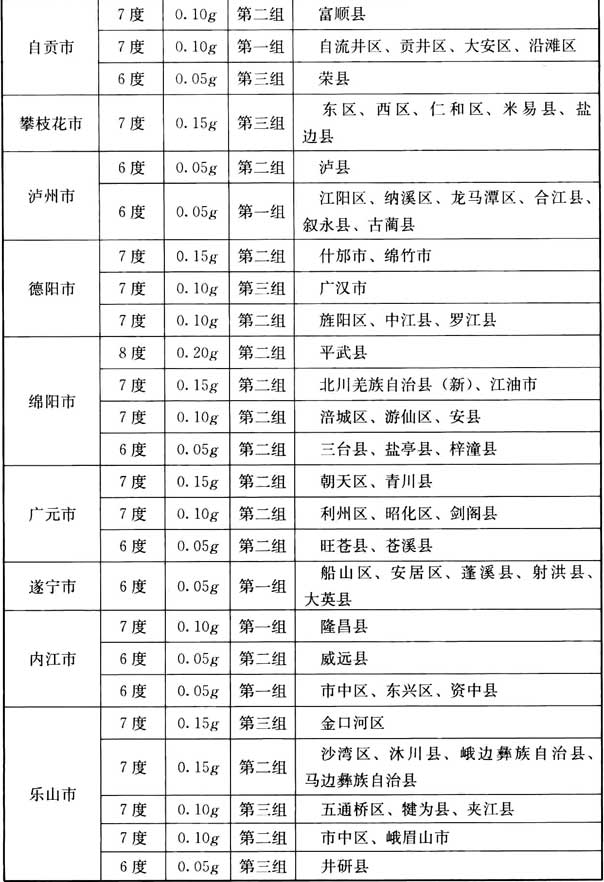 自贡市 7度 0.10g 第二组 富顺县
7度 0.10g 第一组 自流井区、贡井区、大安区、沿滩区
6度 0.05g 第三组 荣县
攀枝花市 7度 0.15g 第三组 东区、西区、仁和区、米易县、盐
边县
泸州市 6度 0.05g 第二组 泸县
6度 0.05g 第一组 江阳区、纳溪区、龙马潭区、合江县、
叙永县、古蔺县
德阳市 7度 0.15g 第二组 什邡市、绵竹市
7度 0.10g 第三组 广汉市
7度 0.10g 第二组 旌阳区、中江县、罗江县
绵阳市 8度 0.20g 第二组 平武县
7度 0.15g 第二组 北川羌族自治县（新）、江油市
7度 0.10g 第二组 涪城区、游仙区、安县
6度 0.05g 第二组 三台县、盐亭县、梓潼县
广元市 7度 0.15g 第二组 朝天区、青川县
7度 0.10g 第二组 利州区、昭化区、剑阁县
6度 0.05g 第二组 旺苍县、苍溪县
遂宁市 6度 0.05g 第一组 船山区、安居区、蓬溪县、射洪县、
大英县
内江市 7度 0.10g 第一组 隆昌县
6度 0.05g 第二组 威远县
6度 0.05g 第一组 市中区、东兴区、资中县
乐山市 7度 0.15g 第三组 金口河区
7度 0.15g 第二组 沙湾区、沐川县、峨边彝族自治县、
马边彝族自治县
7度 0.10g 第三组 五通桥区、犍为县、夹江县
7度 0.10g 第二组 市中区、峨眉山市
6度 0.05g 第三组 井研县